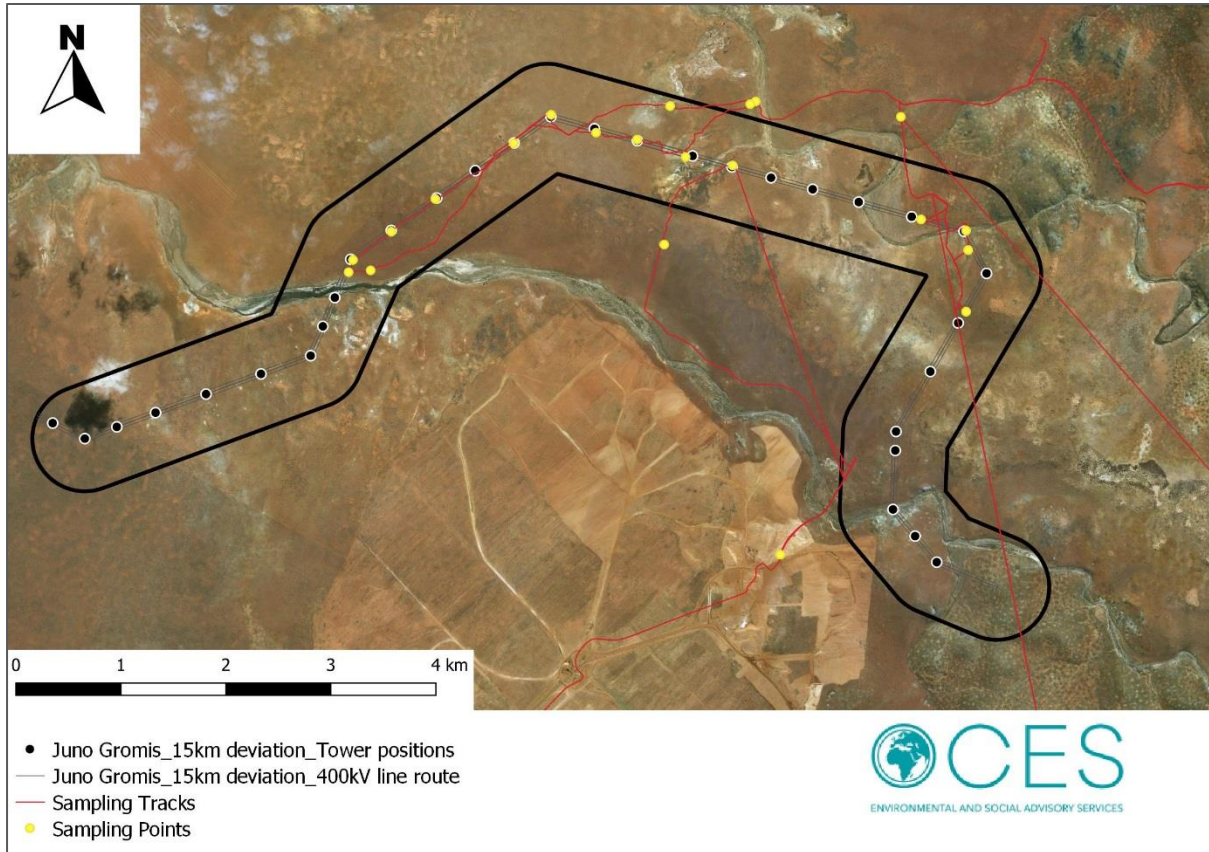 N
0 1 2 3 4 km
Juno Gromis_15km deviation_Tower positions
Juno Gromis_15km deviation_400kV line route
Sampling Tracks
Sampling Points
CES
ENVIRONMENTAL AND SOCIAL ADVISORY SERVICES